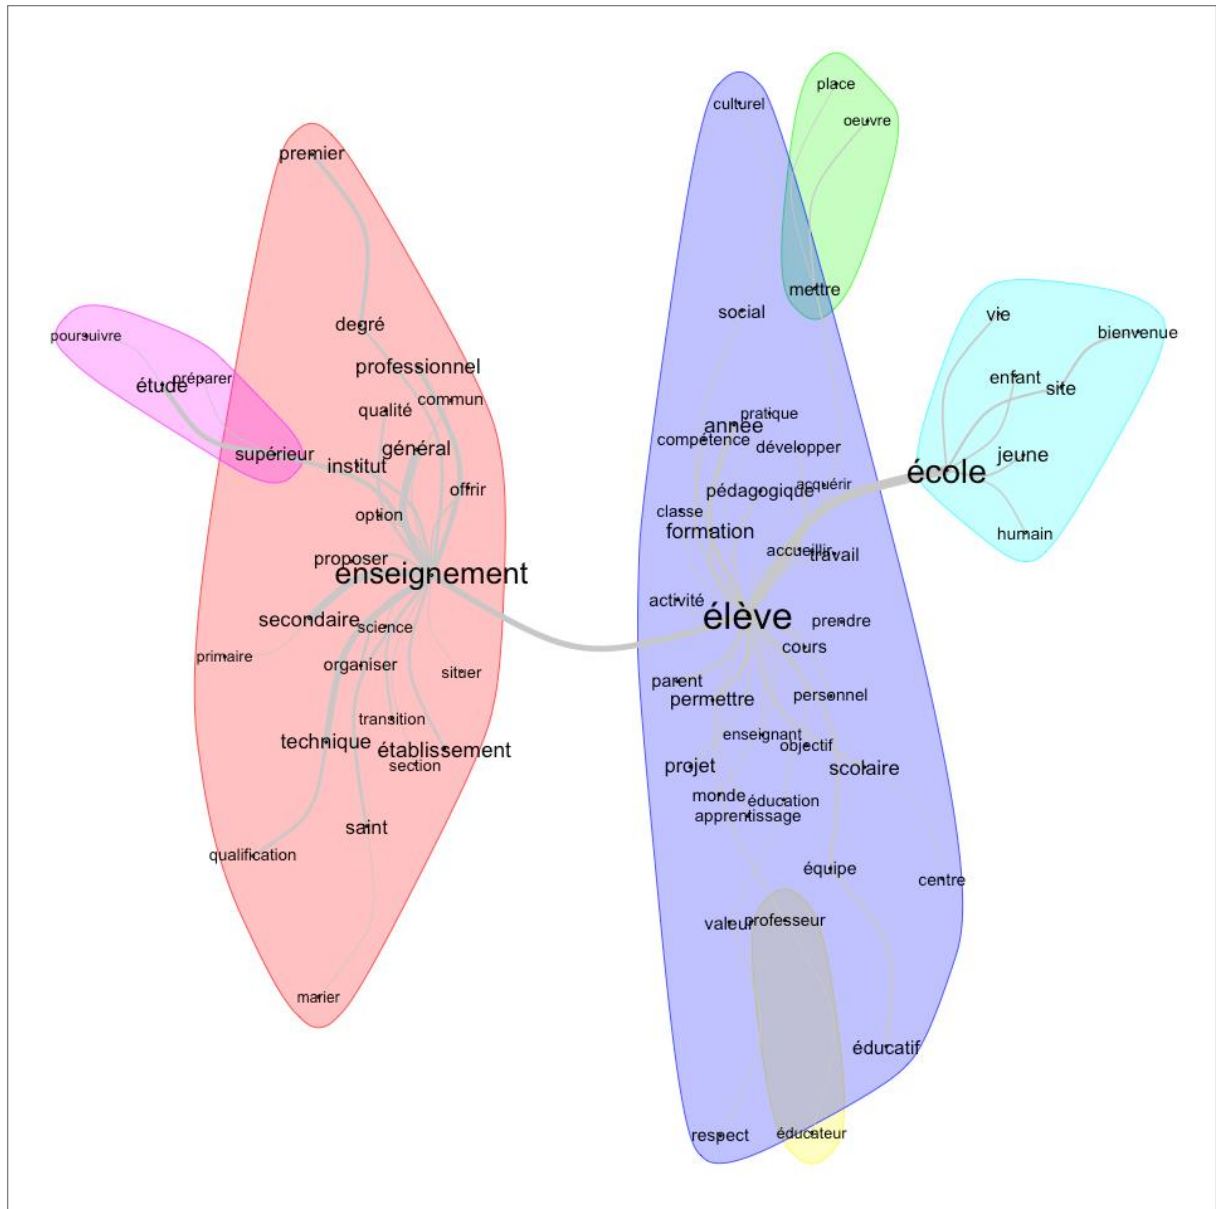 place
culturel
oeuvre
premier
mettre
social
vie
degré
bienvenue
poursuivre
professionnel
enfant
préparer
étude
site
commun
qualité
pratique
année
compétence
général
développer
supérieur
jeune
institut
école
acquérir
offrir
pédagogique
classe
option
formation
humain
accueillir
travail
proposer
enseignement
activité
élève
secondaire
prendre
science
cours
primaire
organiser
situer
parent
permettre
personnel
transition
enseignant
technique
objectif
établissement
section
projet
scolaire
monde
éducation
apprentissage
saint
qualification
équipe
centre
valeur
professeur
marier
éducatif
respect
éducateur